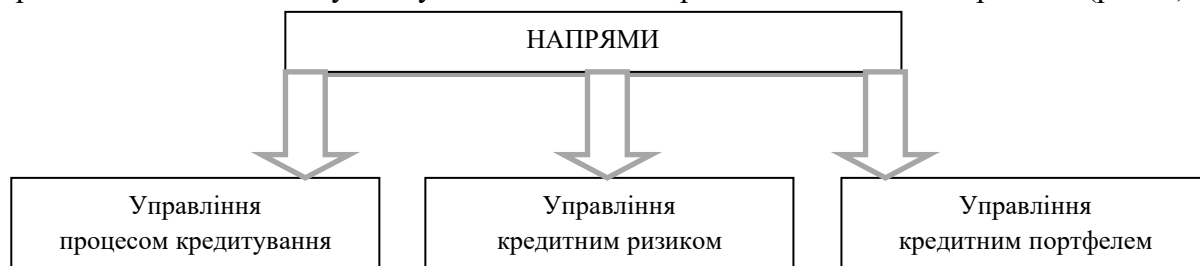 НАПРЯМИ
Управління
процесом кредитування
Управління
кредитним ризиком
Управління
кредитним портфелем